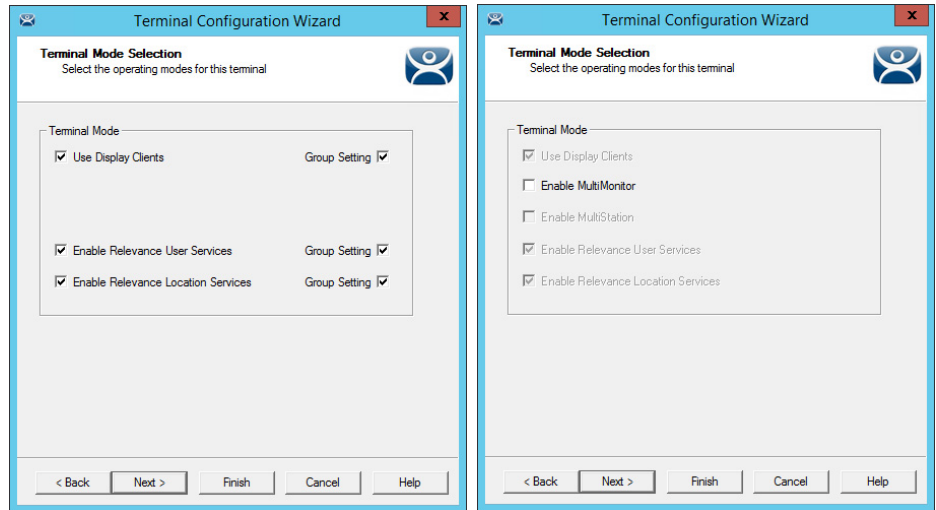 Terminal Configuration Wizard
x
Terminal Mode Selection
Select the operating modes for this terminal
Terminal Mode
Use Display Clients Group Setting
Enable Relevance User Services Group Setting
Enable Relevance Location Services Group Setting
< Back Next > Finish Cancel Help
Terminal Configuration Wizard
x
Terminal Mode Selection
Select the operating modes for this terminal
Terminal Mode
Use Display Clients
Enable MultiMonitor
Enable MultiStation
Enable Relevance User Services
Enable Relevance Location Services
< Back Next > Finish Cancel Help